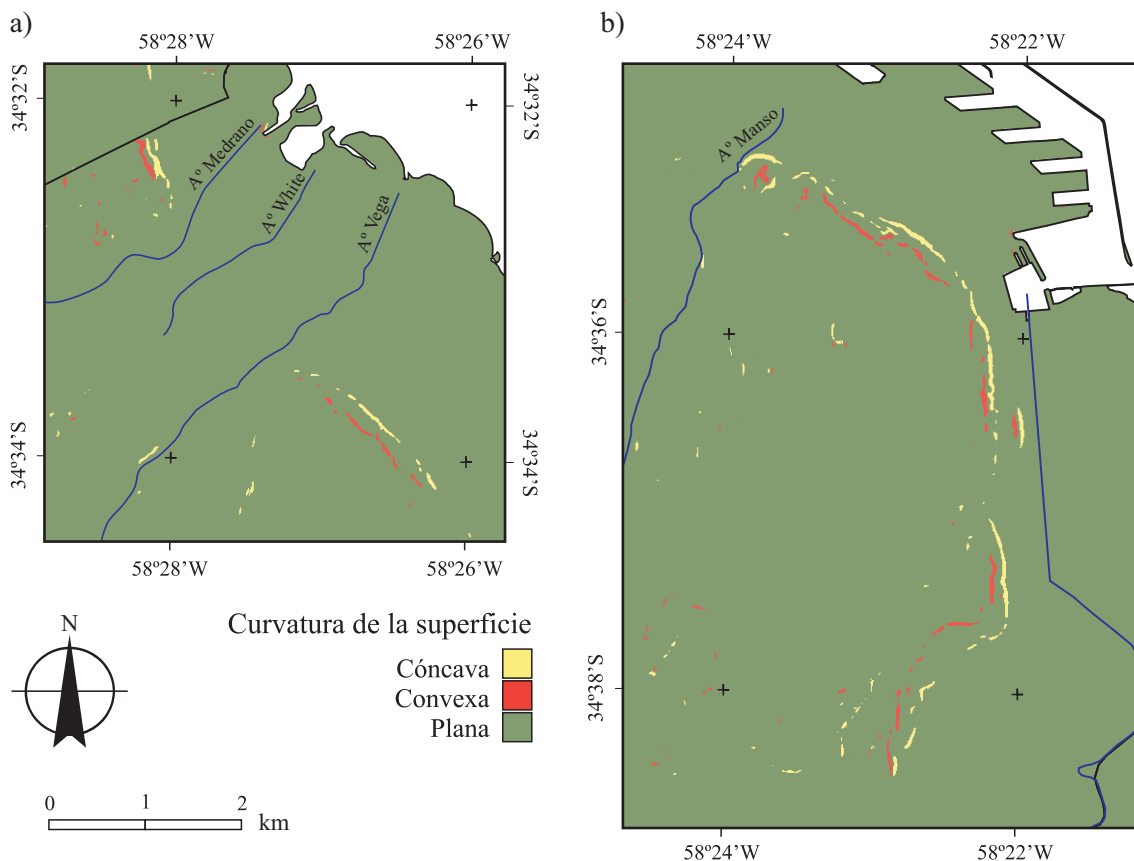 a)
58º28’W
58º26’W
34º32’S
34º32’S
Aº Medrano
Aº White
Aº Vega
34º34’S
34º34’S
58º28’W
58º26’W
b)
58º24’W
58º22’W
Aº Manso
34º36’S
34º38’S
58º24’W
58º22’W
N
Curvatura de la superficie
Cóncava
Convexa
Plana
0 1 2
km